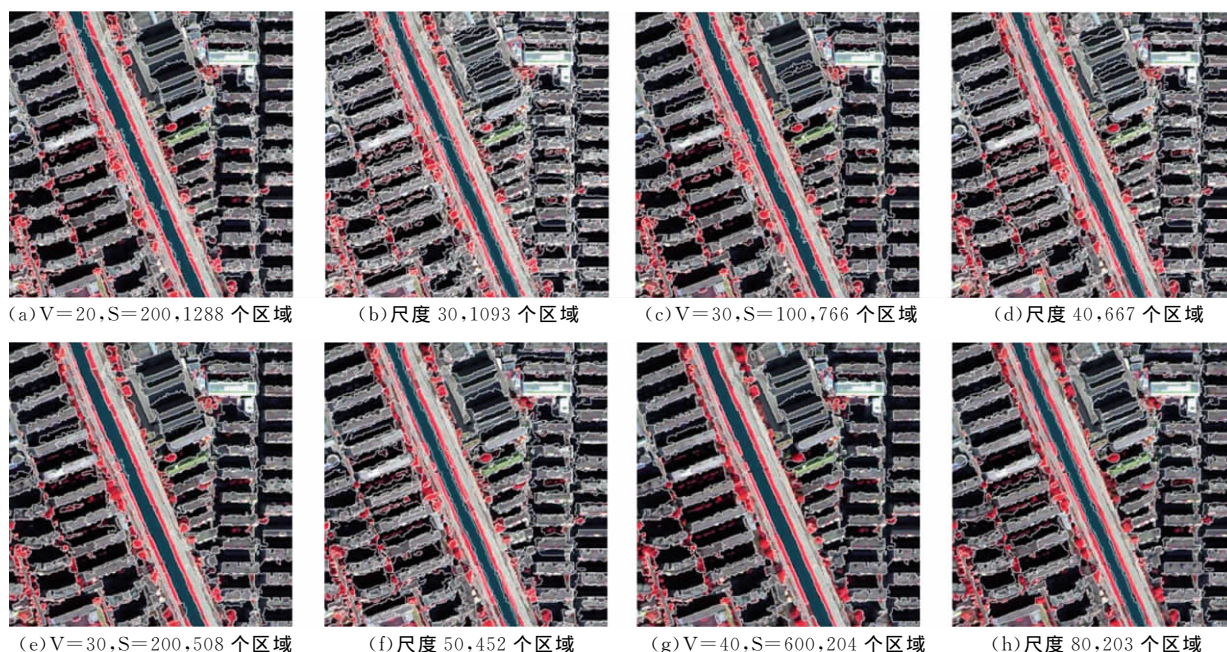 (a)V=20,S=200,1288 个区域
(b)尺度 30,1093 个区域
(c)V=30,S=100,766 个区域
(d)尺度 40,667 个区域
(e)V=30,S=200,508 个区域
(f)尺度 50,452 个区域
(g)V=40,S=600,204 个区域
(h)尺度 80,203 个区域